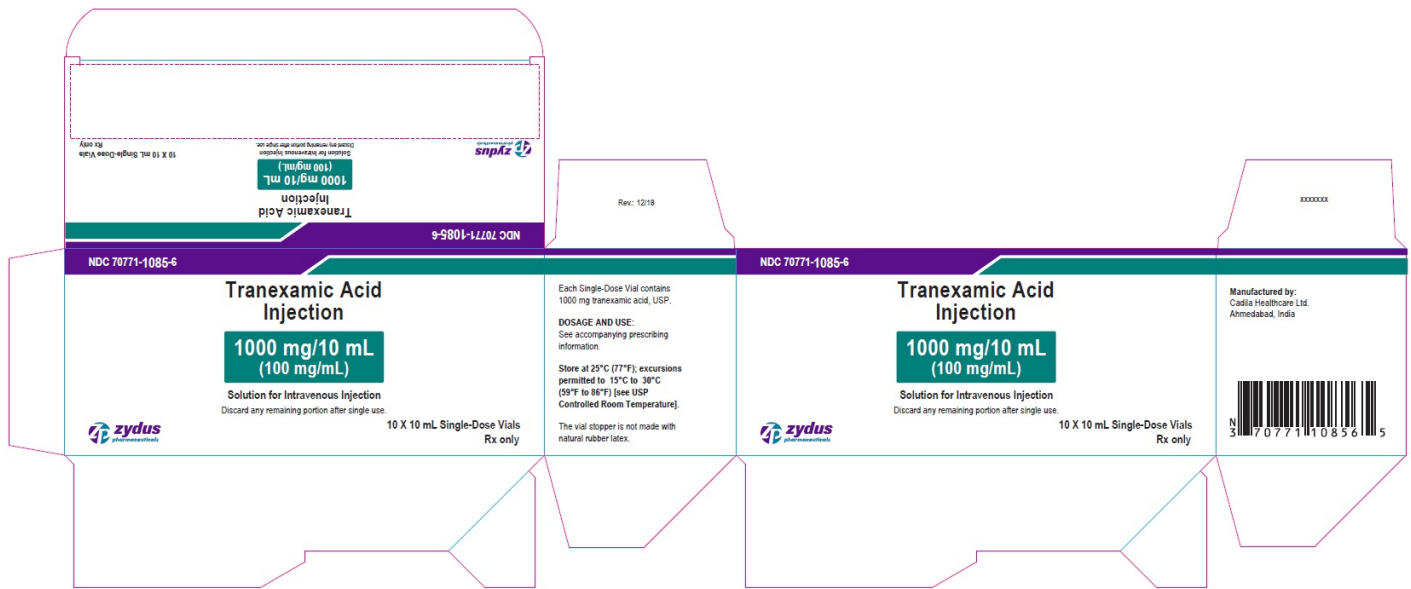 10 X 10 mL Single-Dose Vials
Rx only
Solution for Intravenous Injection
Discard any remaining portion after single use.
1000 mg/10 mL
(100 mg/mL)
Tranexamic Acid
Injection
zydus
pharmaceuticals
NDC 70771-1085-6
NDC 70771-1085-6
Tranexamic Acid
Injection
1000 mg/10 mL
(100 mg/mL)
Solution for Intravenous Injection
Discard any remaining portion after single use.
zydus
pharmaceuticals
10 X 10 mL Single-Dose Vials
Rx only
Rev.: 12/18
Each Single-Dose Vial contains
1000 mg tranexamic acid, USP.
DOSAGE AND USE:
See accompanying prescribing
information.
Store at 25°C (77°F); excursions
permitted to 15°C to 30°C
(59°F to 86°F) [see USP
Controlled Room Temperature].
The vial stopper is not made with
natural rubber latex.
NDC 70771-1085-6
Tranexamic Acid
Injection
1000 mg/10 mL
(100 mg/mL)
Solution for Intravenous Injection
Discard any remaining portion after single use.
zydus
pharmaceuticals
10 X 10 mL Single-Dose Vials
Rx only
xxxxxxx
Manufactured by:
Cadila Healthcare Ltd.
Ahmedabad, India
N
3 70771 10856 5